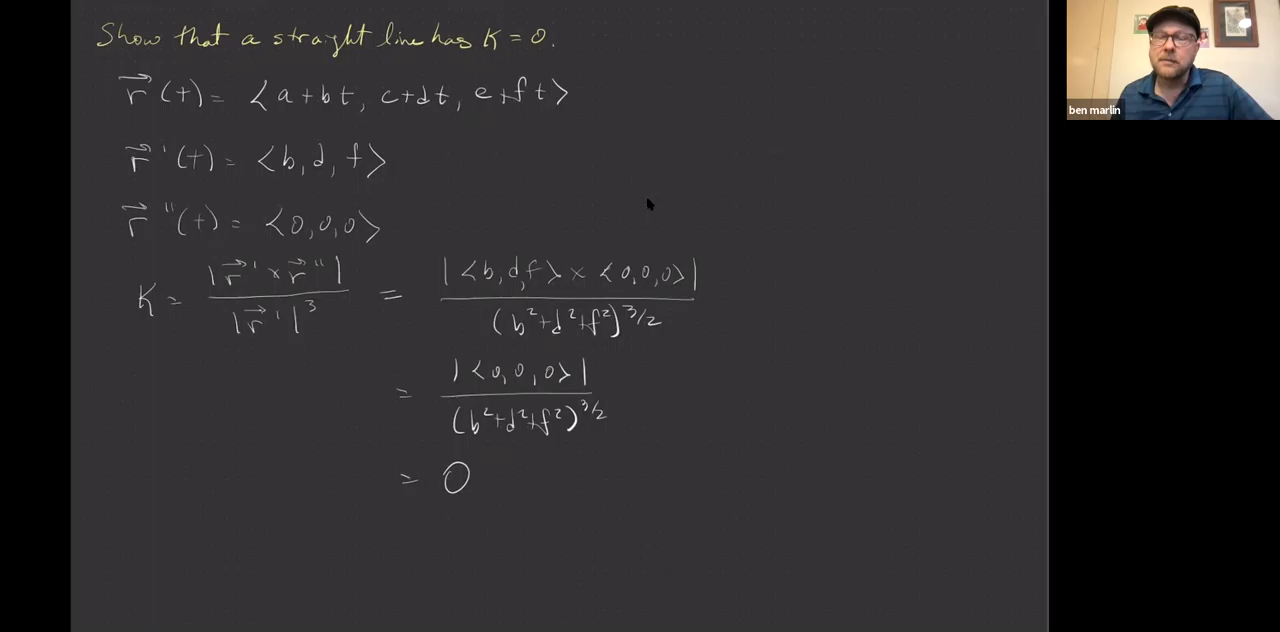 Show that a straight line has K = 0.
ben marlin
r⃗(t) = <a+bt, c+dt, e+ft>
r⃗'(t) = <b, d, f>
r⃗''(t) = <0,0,0>
K = |r⃗' × r⃗''| / |r⃗'|³ = |<b,d,f> × <0,0,0>| / (b²+d²+f²)^3/2
= |<0,0,0>| / (b²+d²+f²)^3/2
= 0